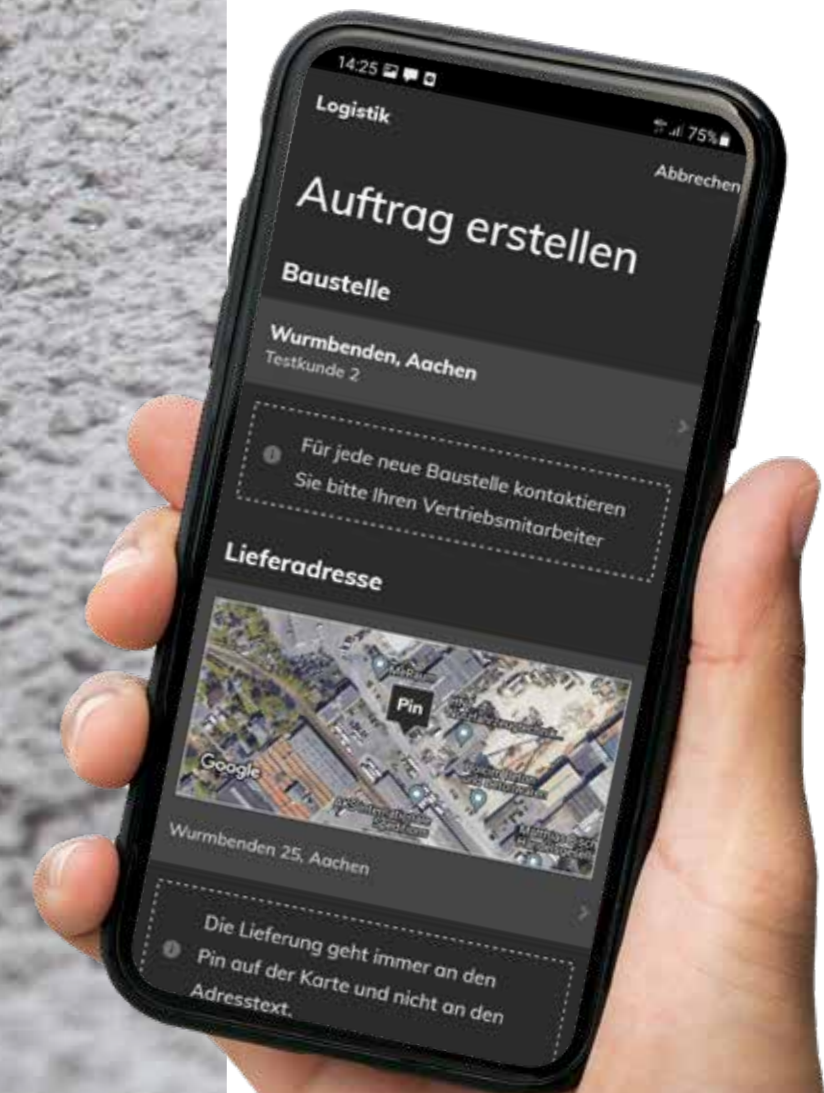 14:25
75%
Logistik
Abbrechen
Auftrag erstellen
Baustelle
Wurmbenden, Aachen
Testkunde 2
Für jede neue Baustelle kontaktieren
Sie bitte Ihren Vertriebsmitarbeiter
Lieferadresse
Pin
Google
Wurmbenden 25, Aachen
Die Lieferung geht immer an den
Pin auf der Karte und nicht an den
Adresstext.